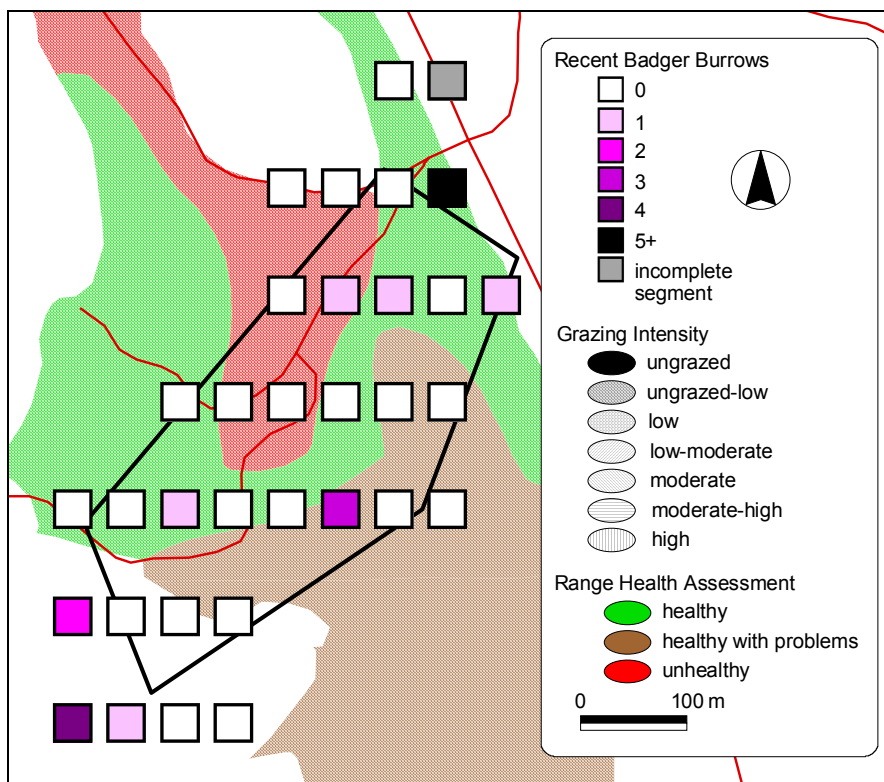 Recent Badger Burrows
0
1
2
3
4
5+
incomplete
segment
Grazing Intensity
ungrazed
ungrazed-low
low
low-moderate
moderate
moderate-high
high
Range Health Assessment
healthy
healthy with problems
unhealthy
0 100 m